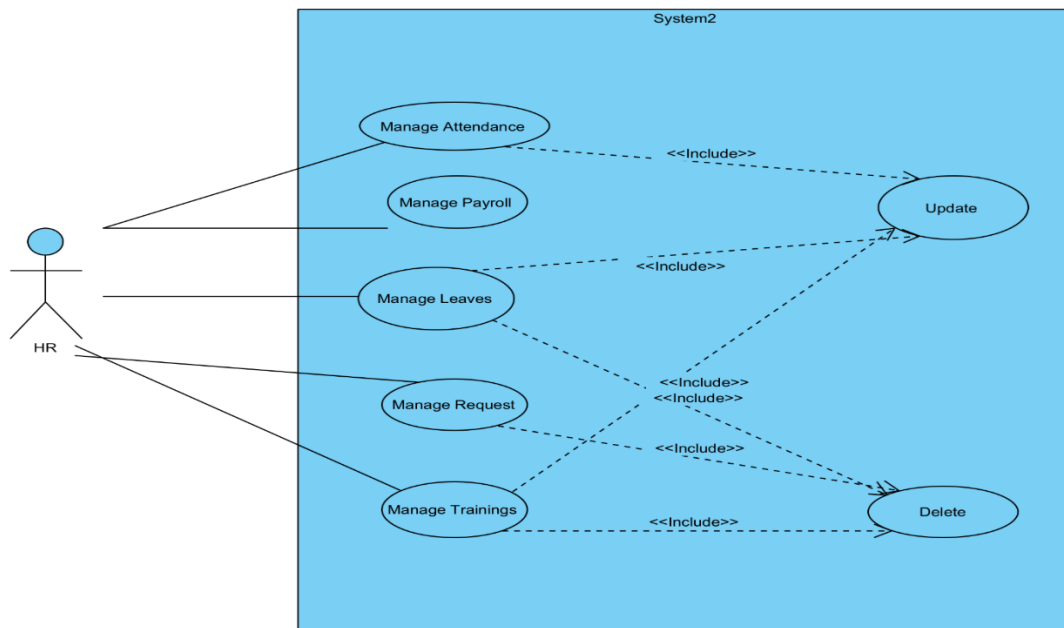 System2
Manage Attendance
<<Include>>
Manage Payroll
Update
<<Include>>
Manage Leaves
HR
<<Include>>
<<Include>>
Manage Request
<<Include>>
Manage Trainings
<<Include>>
Delete